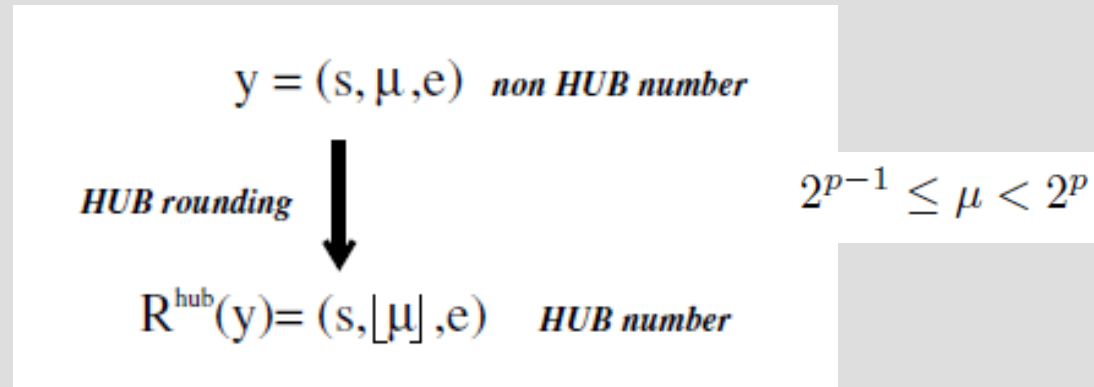 y = (s, μ ,e) non HUB number
HUB rounding
2^{p−1} ≤ μ < 2^p
R^{hub}(y)= (s,⌊μ⌋ ,e) HUB number